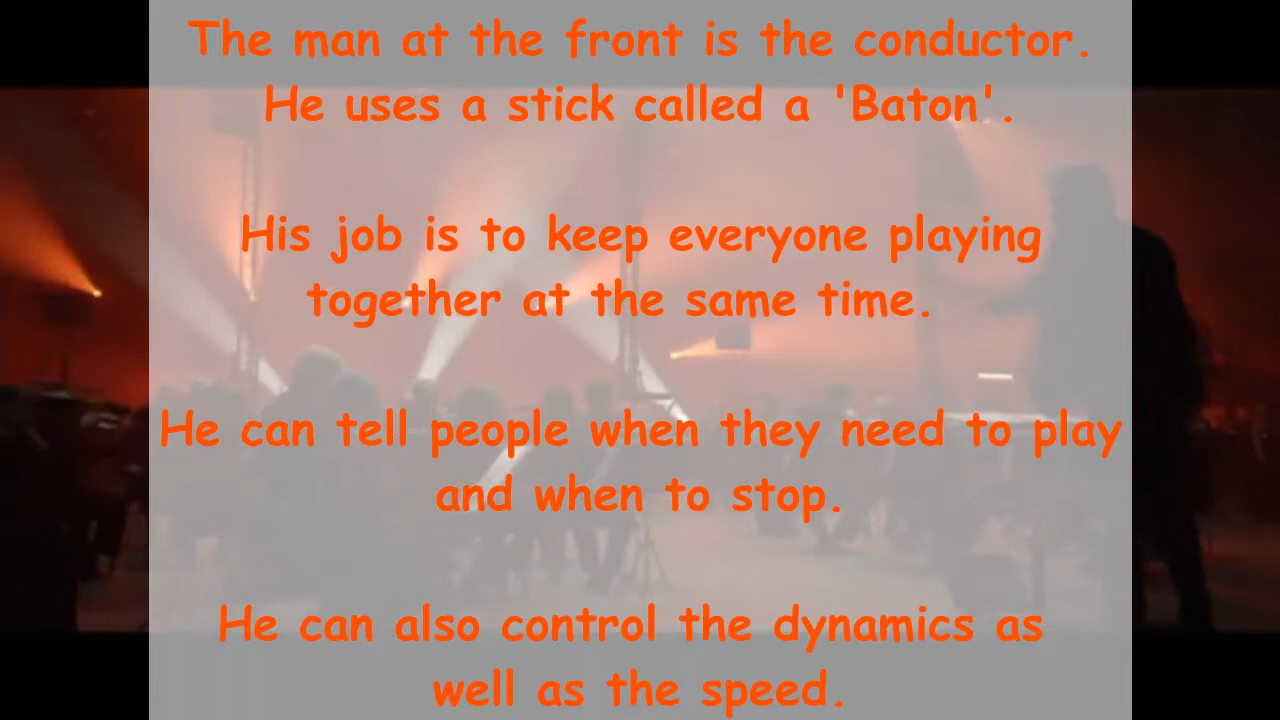 The man at the front is the conductor.
He uses a stick called a 'Baton'.
His job is to keep everyone playing
together at the same time.
He can tell people when they need to play
and when to stop.
He can also control the dynamics as
well as the speed.